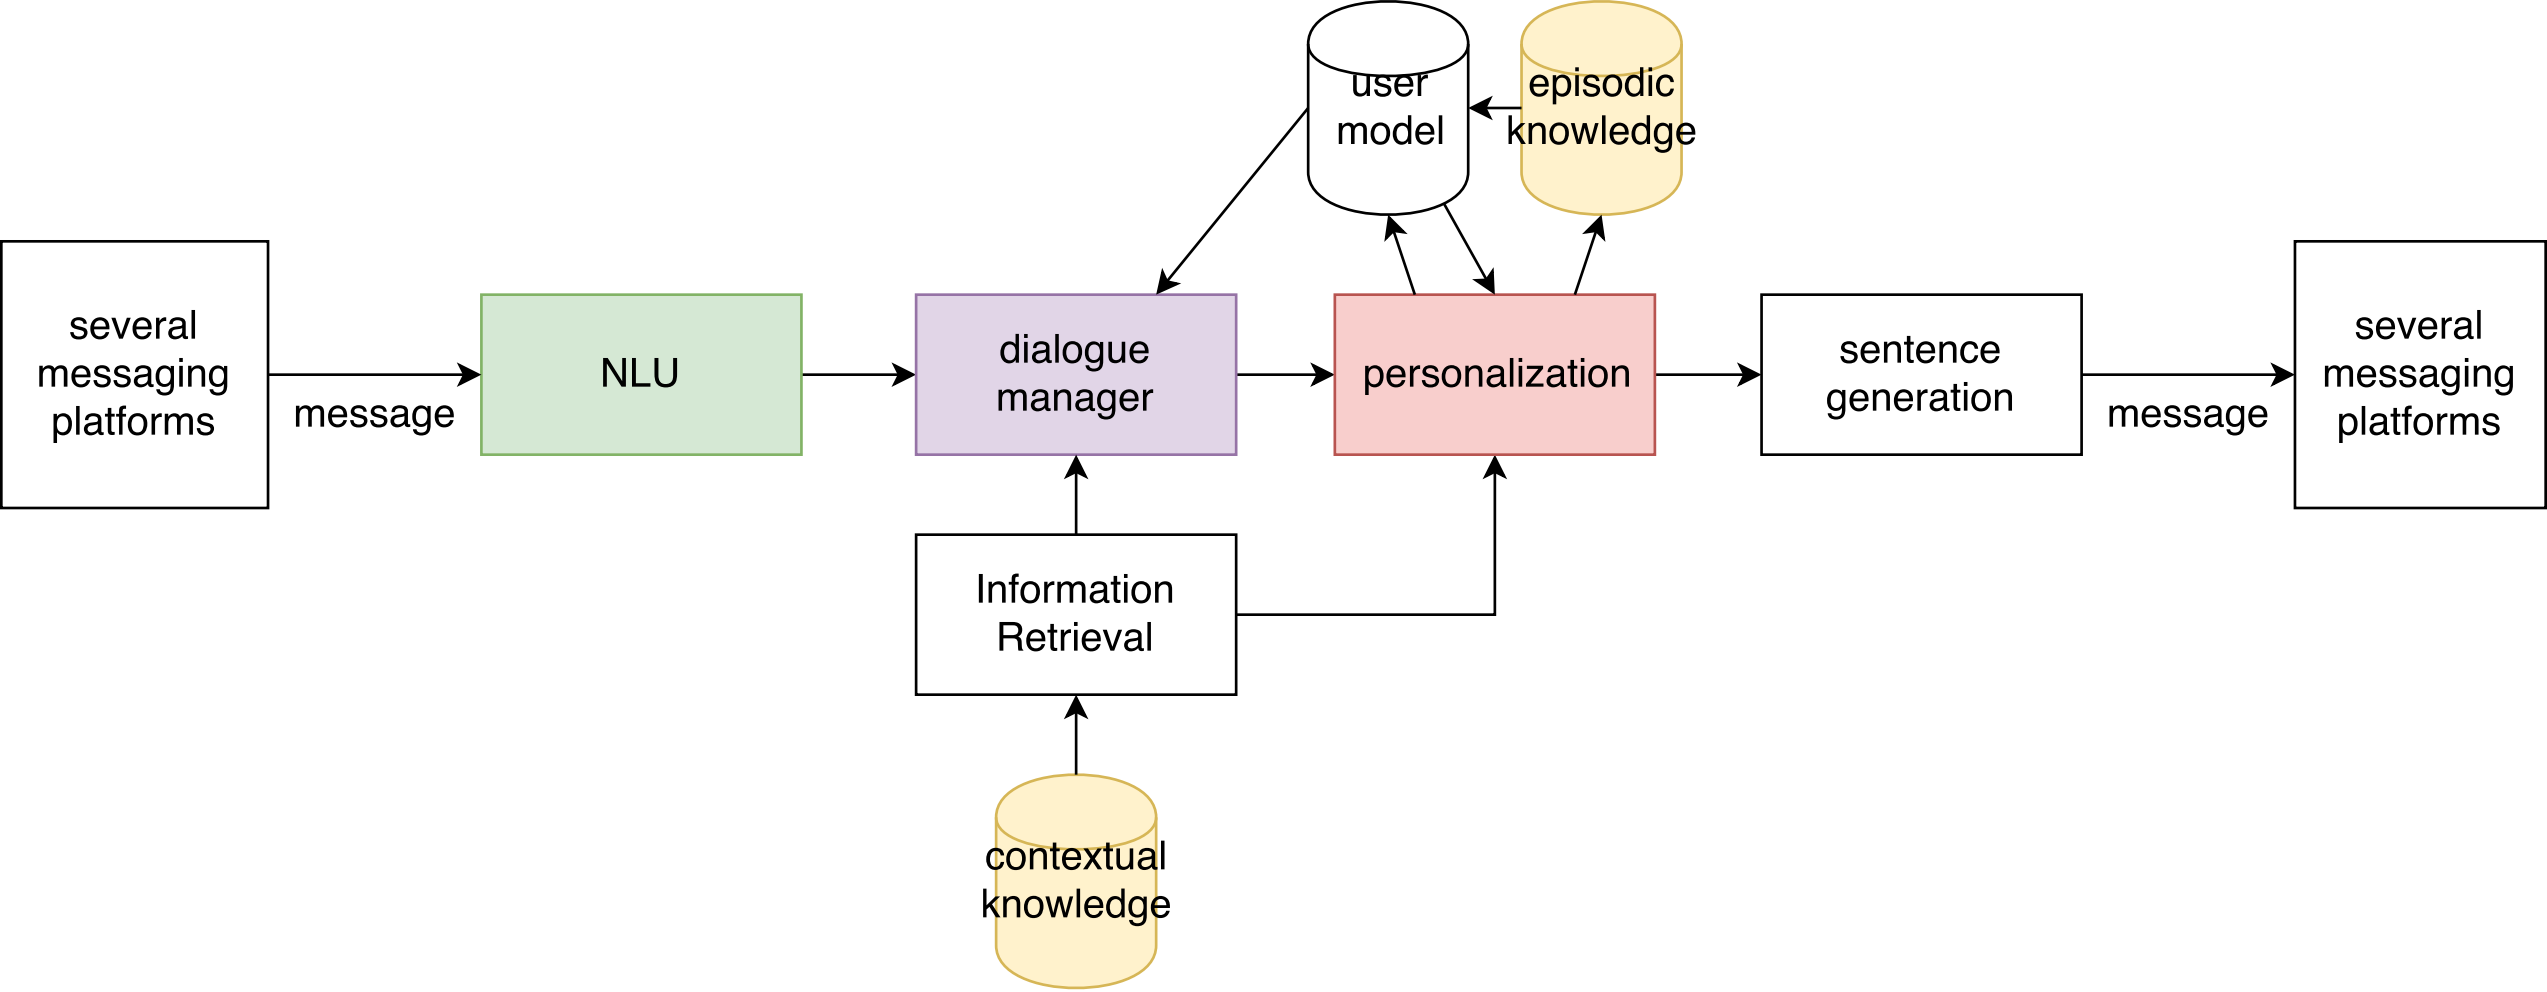 user
model
episodic
knowledge
several
messaging
platforms
message
NLU
dialogue
manager
personalization
sentence
generation
message
several
messaging
platforms
Information
Retrieval
contextual
knowledge